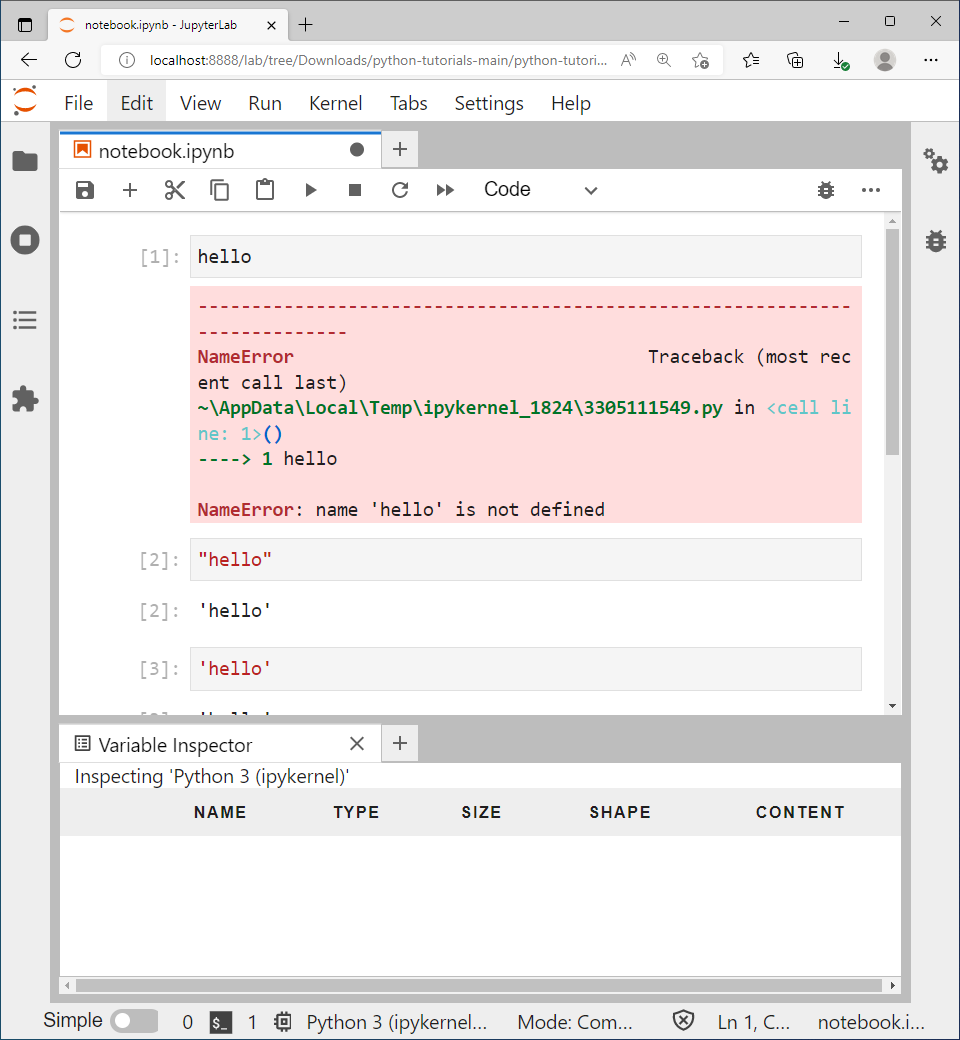 notebook.ipynb - JupyterLab
localhost:8888/lab/tree/Downloads/python-tutorials-main/python-tutori...
File Edit View Run Kernel Tabs Settings Help
notebook.ipynb
Code
[1]: hello
---------------------------------------------------------------------------
NameError Traceback (most rec
ent call last)
~\AppData\Local\Temp\ipykernel_1824\3305111549.py in <cell li
ne: 1>()
----> 1 hello
NameError: name 'hello' is not defined
[2]: "hello"
[2]: 'hello'
[3]: 'hello'
Variable Inspector
Inspecting 'Python 3 (ipykernel)'
NAME TYPE SIZE SHAPE CONTENT
Simple 0 $_ 1 Python 3 (ipykernel... Mode: Com... Ln 1, C... notebook.i...